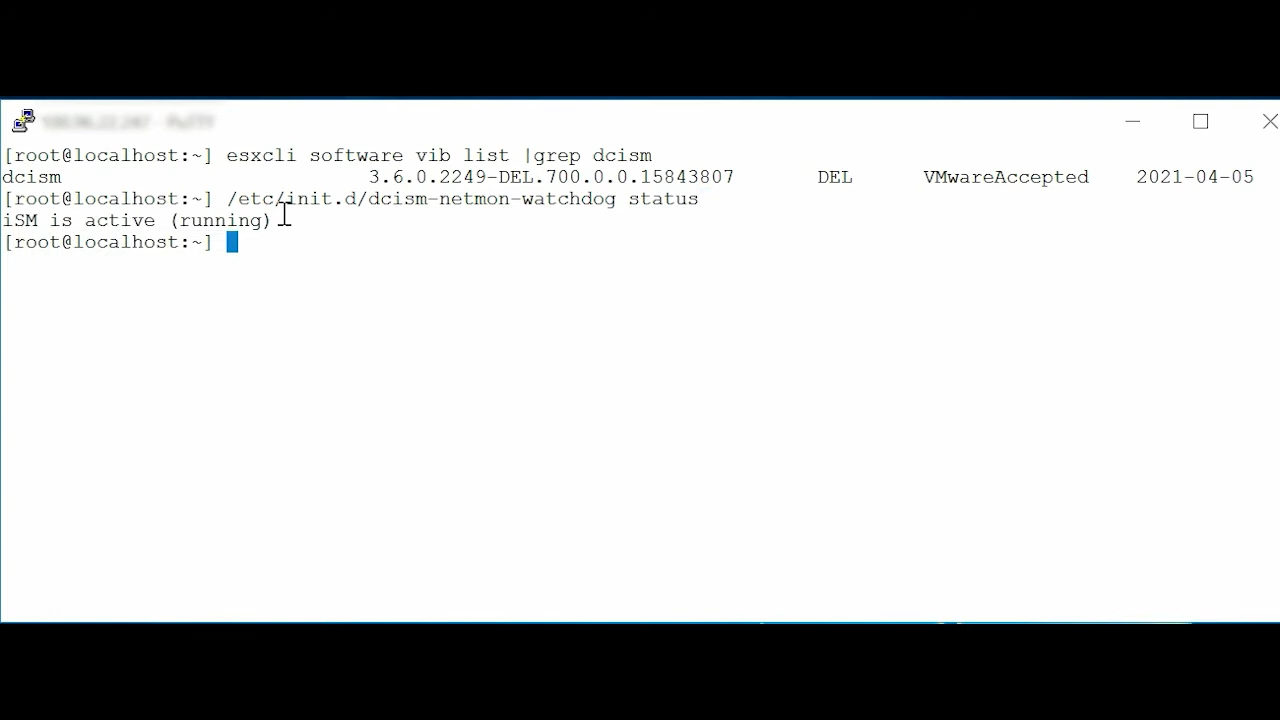 [root@localhost:~] esxcli software vib list |grep dcism
dcism 3.6.0.2249-DEL.700.0.0.15843807 DEL VMwareAccepted 2021-04-05
[root@localhost:~] /etc/init.d/dcism-netmon-watchdog status
iSM is active (running)
[root@localhost:~]